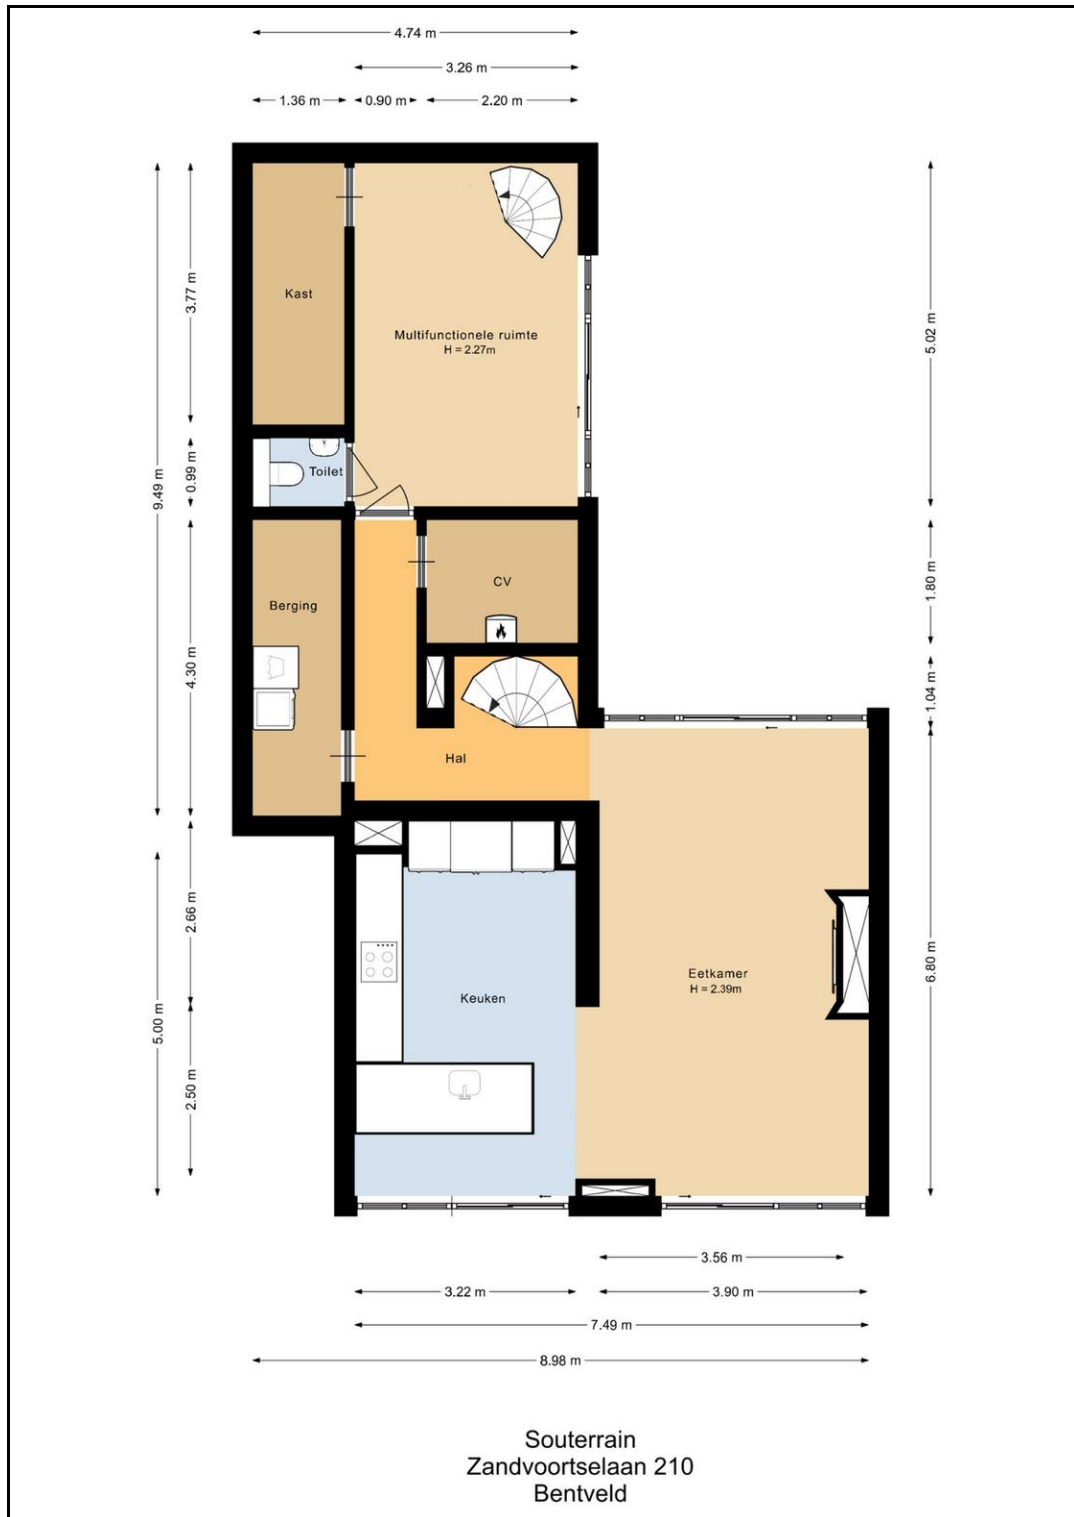 4.74 m
3.26 m
1.36 m
0.90 m
2.20 m
3.77 m
5.02 m
Kast
Multifunctionele ruimte
H = 2.27m
9.49 m
0.99 m
Toilet
1.80 m
CV
Berging
4.30 m
1.04 m
Hal
2.66 m
6.80 m
Eetkamer
H = 2.39m
Keuken
5.00 m
2.50 m
3.56 m
3.22 m
3.90 m
7.49 m
8.98 m
Souterrain
Zandvoortselaan 210
Bentveld